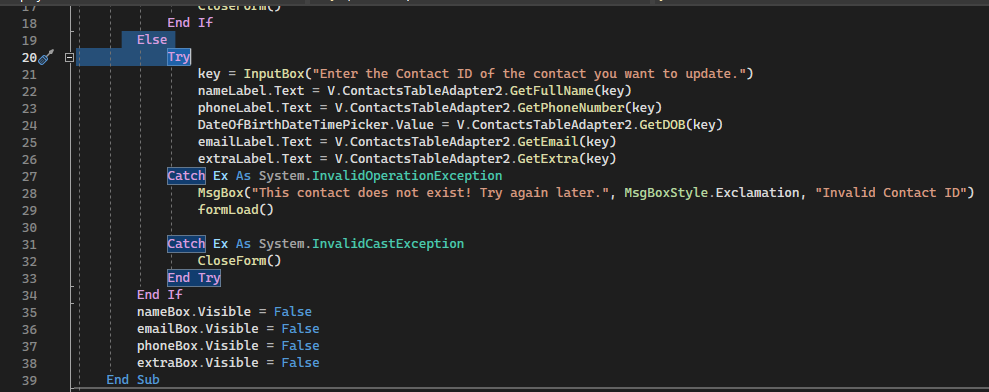 17 CloseForm()
18 End If
19 Else
20 Try
21 key = InputBox("Enter the Contact ID of the contact you want to update.")
22 nameLabel.Text = V.ContactsTableAdapter2.GetFullName(key)
23 phoneLabel.Text = V.ContactsTableAdapter2.GetPhoneNumber(key)
24 DateOfBirthDateTimePicker.Value = V.ContactsTableAdapter2.GetDOB(key)
25 emailLabel.Text = V.ContactsTableAdapter2.GetEmail(key)
26 extraLabel.Text = V.ContactsTableAdapter2.GetExtra(key)
27 Catch Ex As System.InvalidOperationException
28 MsgBox("This contact does not exist! Try again later.", MsgBoxStyle.Exclamation, "Invalid Contact ID")
29 formLoad()
30
31 Catch Ex As System.InvalidCastException
32 CloseForm()
33 End Try
34 End If
35 nameBox.Visible = False
36 emailBox.Visible = False
37 phoneBox.Visible = False
38 extraBox.Visible = False
39 End Sub